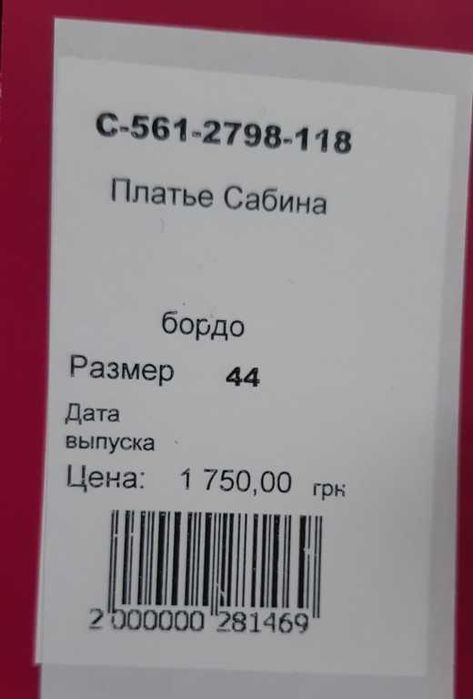 С-561-2798-118
Платье Сабина
бордо
Размер 44
Дата
выпуска
Цена: 1 750,00 грн
2 000000 281469